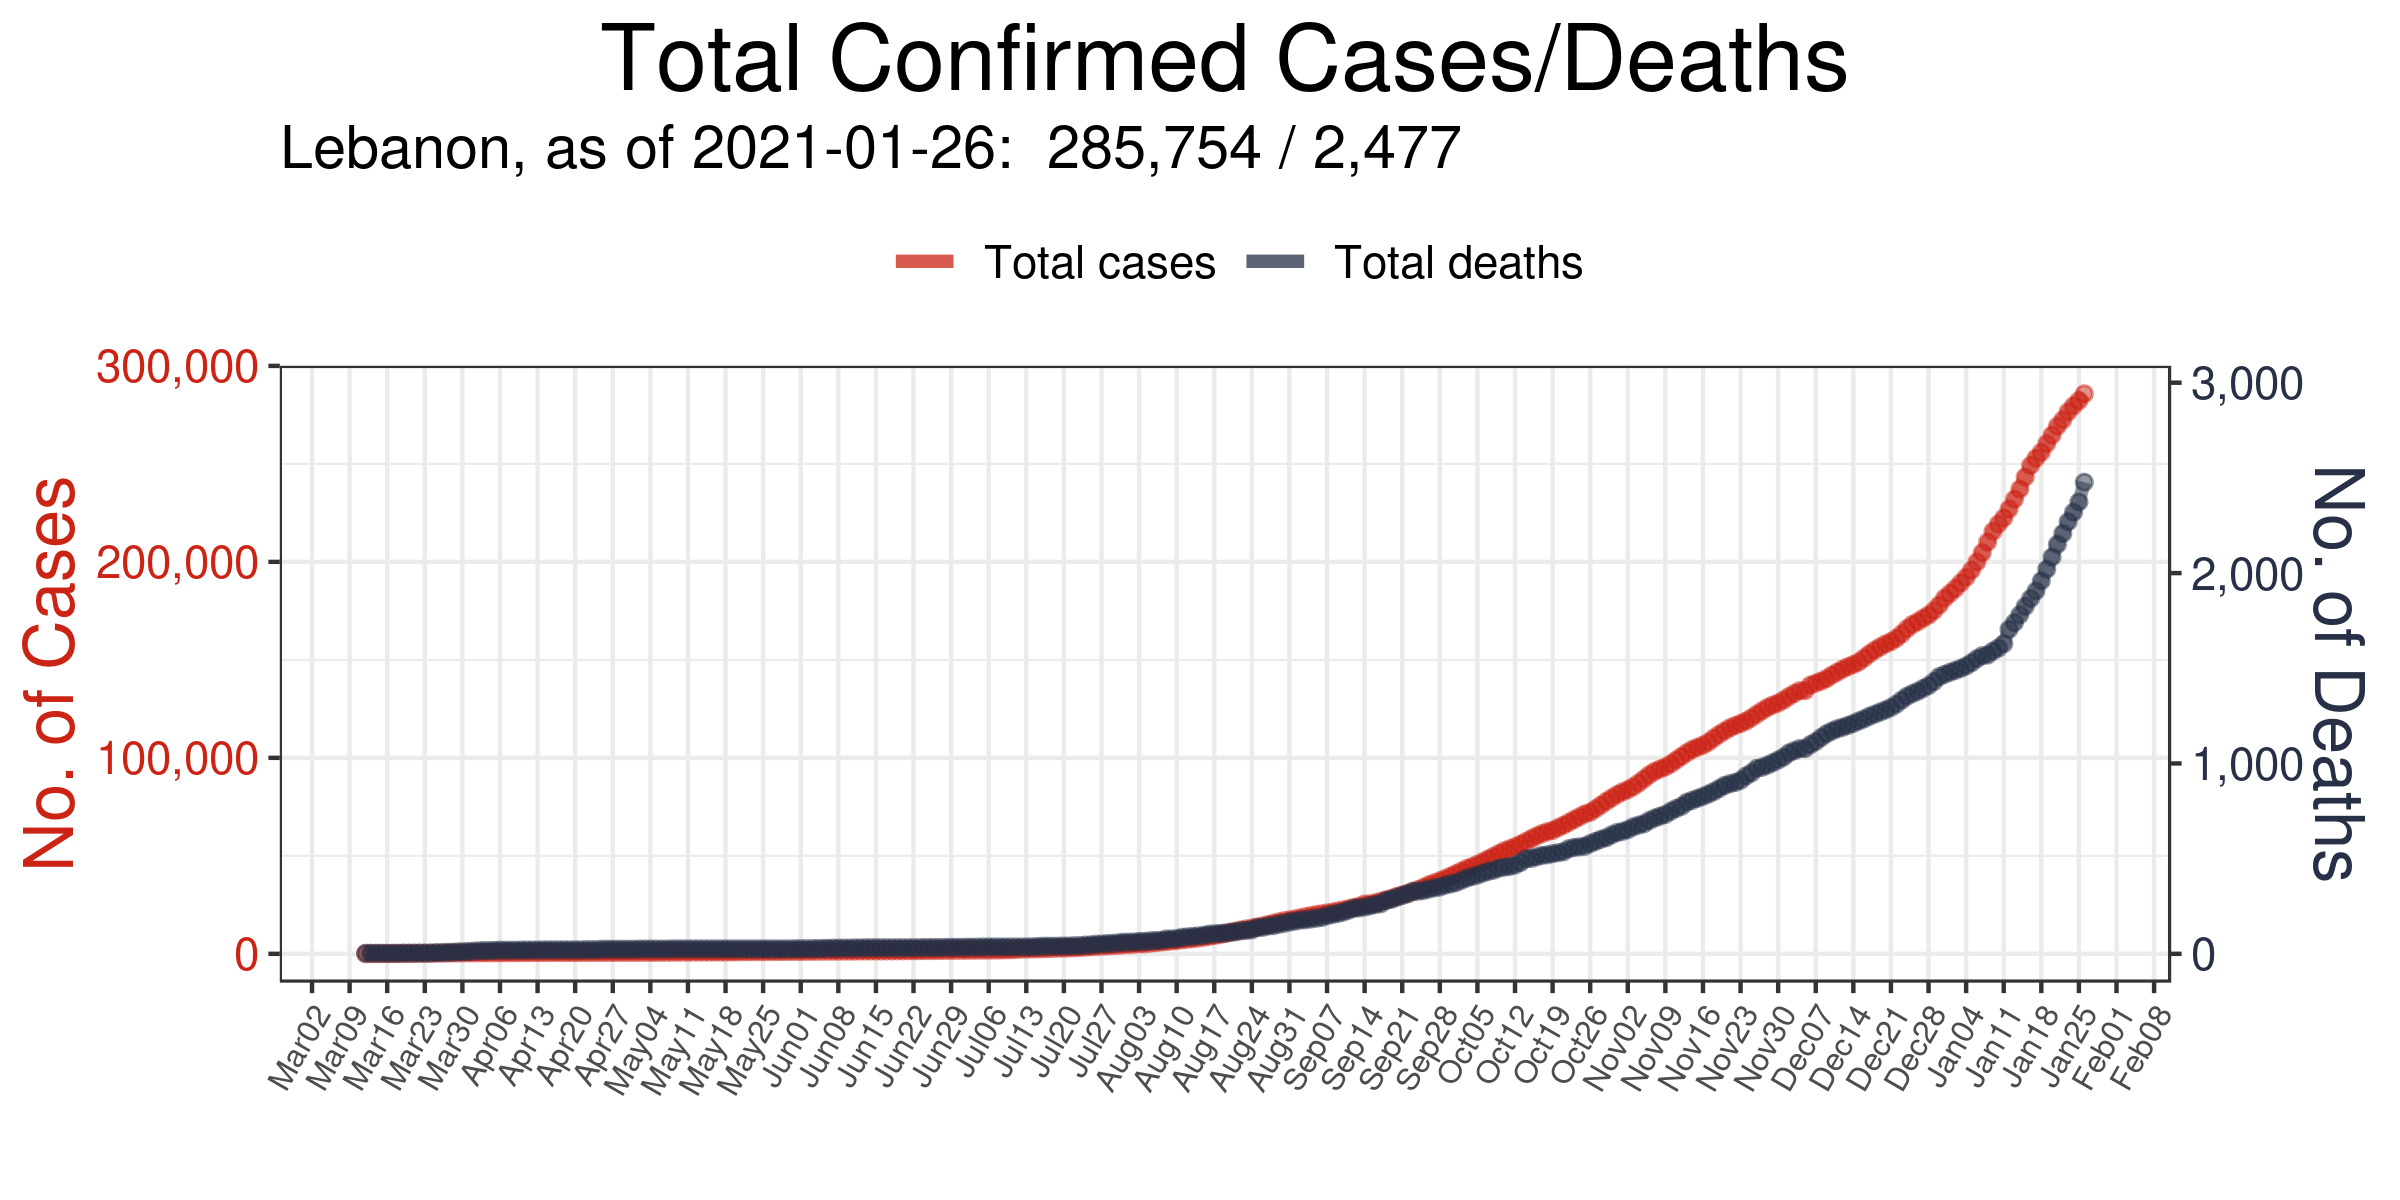 Total Confirmed Cases/Deaths
Lebanon, as of 2021-01-26:  285,754 / 2,477
Total cases
Total deaths
No. of Cases
300,000
200,000
100,000
0
3,000
2,000
1,000
0
No. of Deaths
Mar02
Mar09
Mar16
Mar23
Mar30
Apr06
Apr13
Apr20
Apr27
May04
May11
May18
May25
Jun01
Jun08
Jun15
Jun22
Jun29
Jul06
Jul13
Jul20
Jul27
Aug03
Aug10
Aug17
Aug24
Aug31
Sep07
Sep14
Sep21
Sep28
Oct05
Oct12
Oct19
Oct26
Nov02
Nov09
Nov16
Nov23
Nov30
Dec07
Dec14
Dec21
Dec28
Jan04
Jan11
Jan18
Jan25
Feb01
Feb08